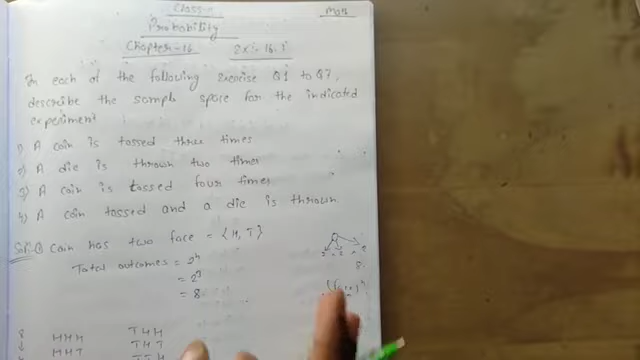 Class-
Math
Probability
Chapter-16 Ex:-16.1
In each of the following exercise Q1 to Q7,
describe the sample space for the indicated
experiment
1) A coin is tossed three times
2) A die is thrown two times
3) A coin is tossed four times
4) A coin tossed and a die is thrown
Sol:- ① Coin has two face = {H, T}
Total outcomes = 2ⁿ
= 2³
= 8
8 HHH THH
↓ HHT THT
TTH